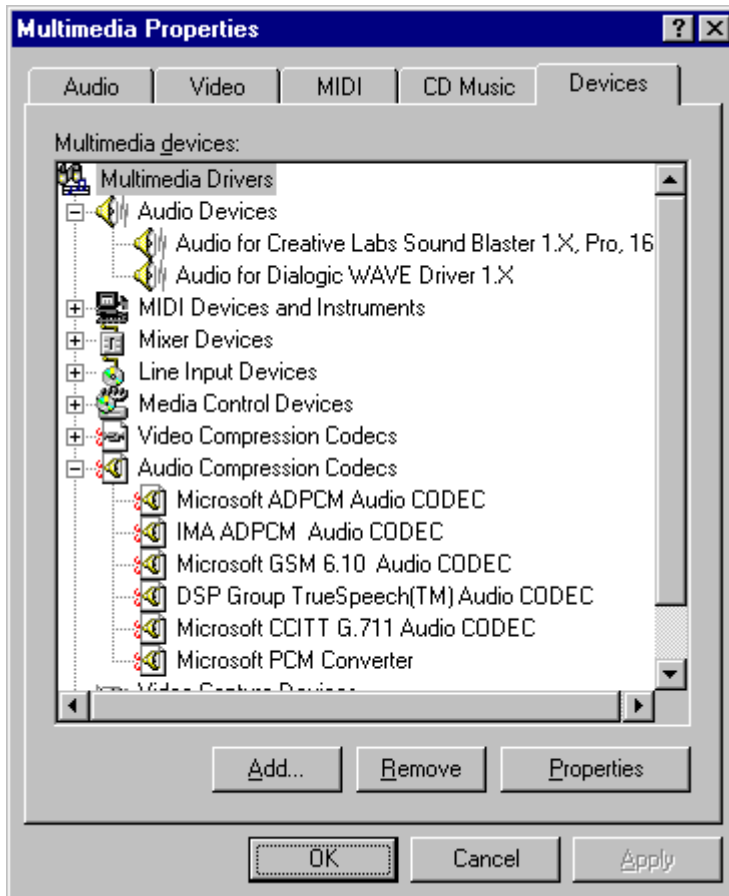 Multimedia Properties
Audio Video MIDI CD Music Devices
Multimedia devices:
Multimedia Drivers
Audio Devices
Audio for Creative Labs Sound Blaster 1.X, Pro, 16
Audio for Dialogic WAVE Driver 1.X
MIDI Devices and Instruments
Mixer Devices
Line Input Devices
Media Control Devices
Video Compression Codecs
Audio Compression Codecs
Microsoft ADPCM Audio CODEC
IMA ADPCM  Audio CODEC
Microsoft GSM 6.10  Audio CODEC
DSP Group TrueSpeech(TM) Audio CODEC
Microsoft CCITT G.711 Audio CODEC
Microsoft PCM Converter
Video Capture Devices
Add... Remove Properties
OK Cancel Apply